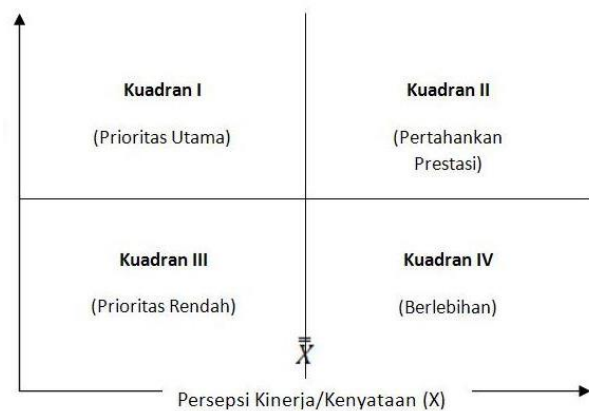 Kuadran I
(Prioritas Utama)
Kuadran II
(Pertahankan
Prestasi)
Kuadran III
(Prioritas Rendah)
Kuadran IV
(Berlebihan)
X̿
Persepsi Kinerja/Kenyataan (X)